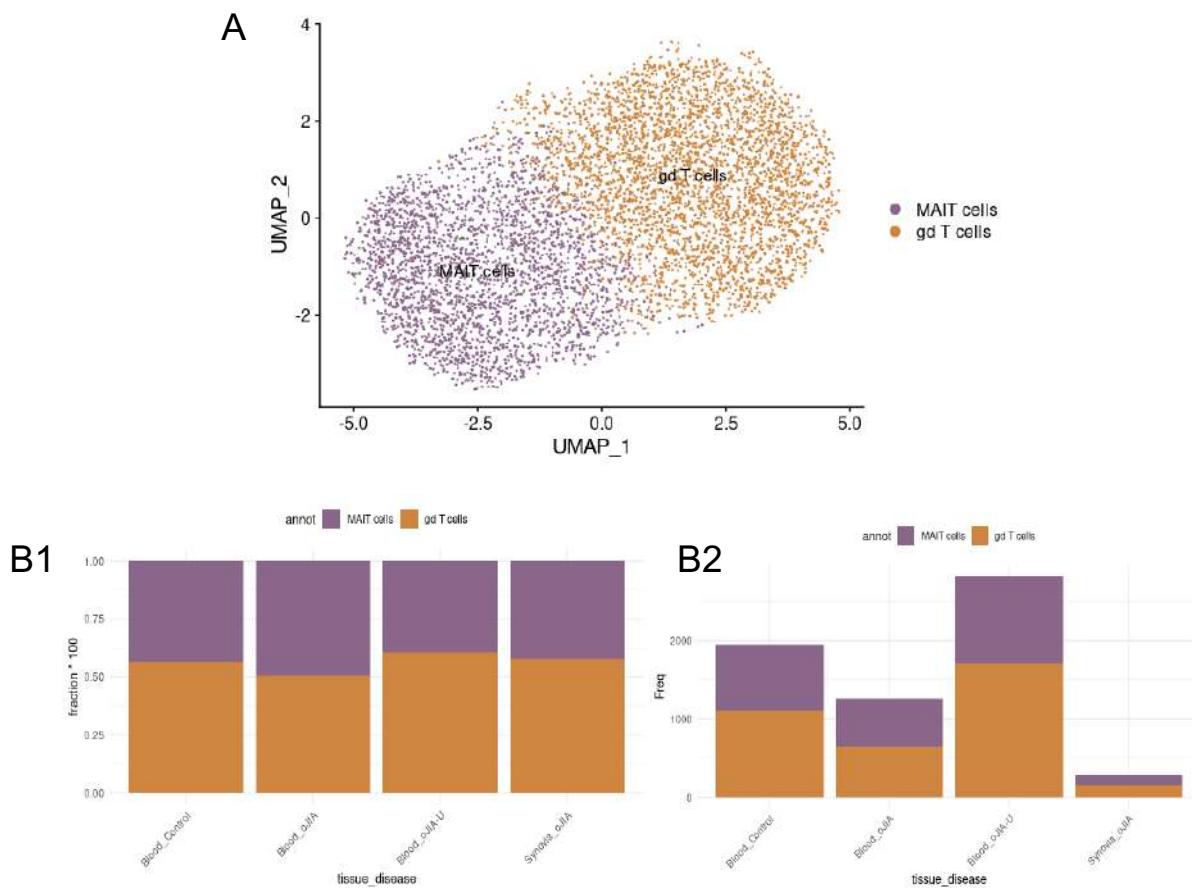 A
4
2
0
-2
UMAP_2
gd T cells
MAIT cells
MAIT cells
gd T cells
-5.0 -2.5 0.0 2.5 5.0
UMAP_1
B1
annot MAIT cells gd T cells
1.00
0.75
0.50
0.25
0.00
fraction * 100
Blood_Control
Blood_oJIA
Blood_oJIA-U
Synovia_oJIA
tissue_disease
B2
annot MAIT cells gd T cells
2000
1000
0
Freq
Blood_Control
Blood_oJIA
Blood_oJIA-U
Synovia_oJIA
tissue_disease